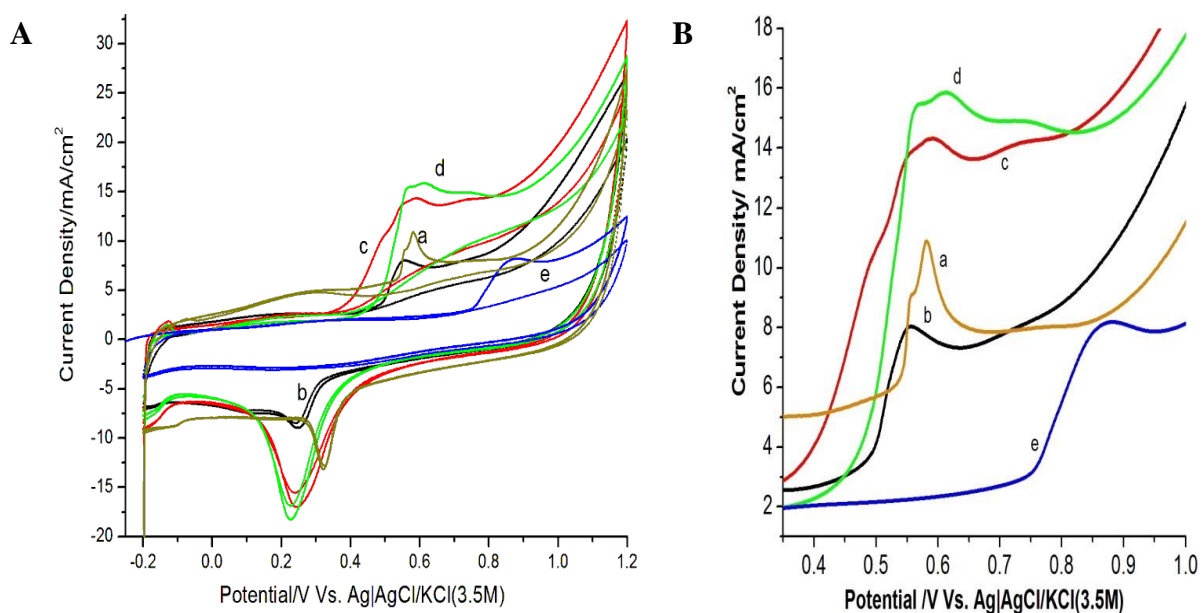 A
Current Density/mA/cm²
30
25
20
15
10
5
0
-5
-10
-15
-20
-0.2
0.0
0.2
0.4
0.6
0.8
1.0
1.2
Potential/V Vs. Ag|AgCl/KCl(3.5M)
d
c
a
e
b
B
Current Density/ mA/cm²
18
16
14
12
10
8
6
4
2
0.4
0.5
0.6
0.7
0.8
0.9
1.0
Potential /V Vs. Ag|AgCl/KCl(3.5M)
d
c
a
b
e